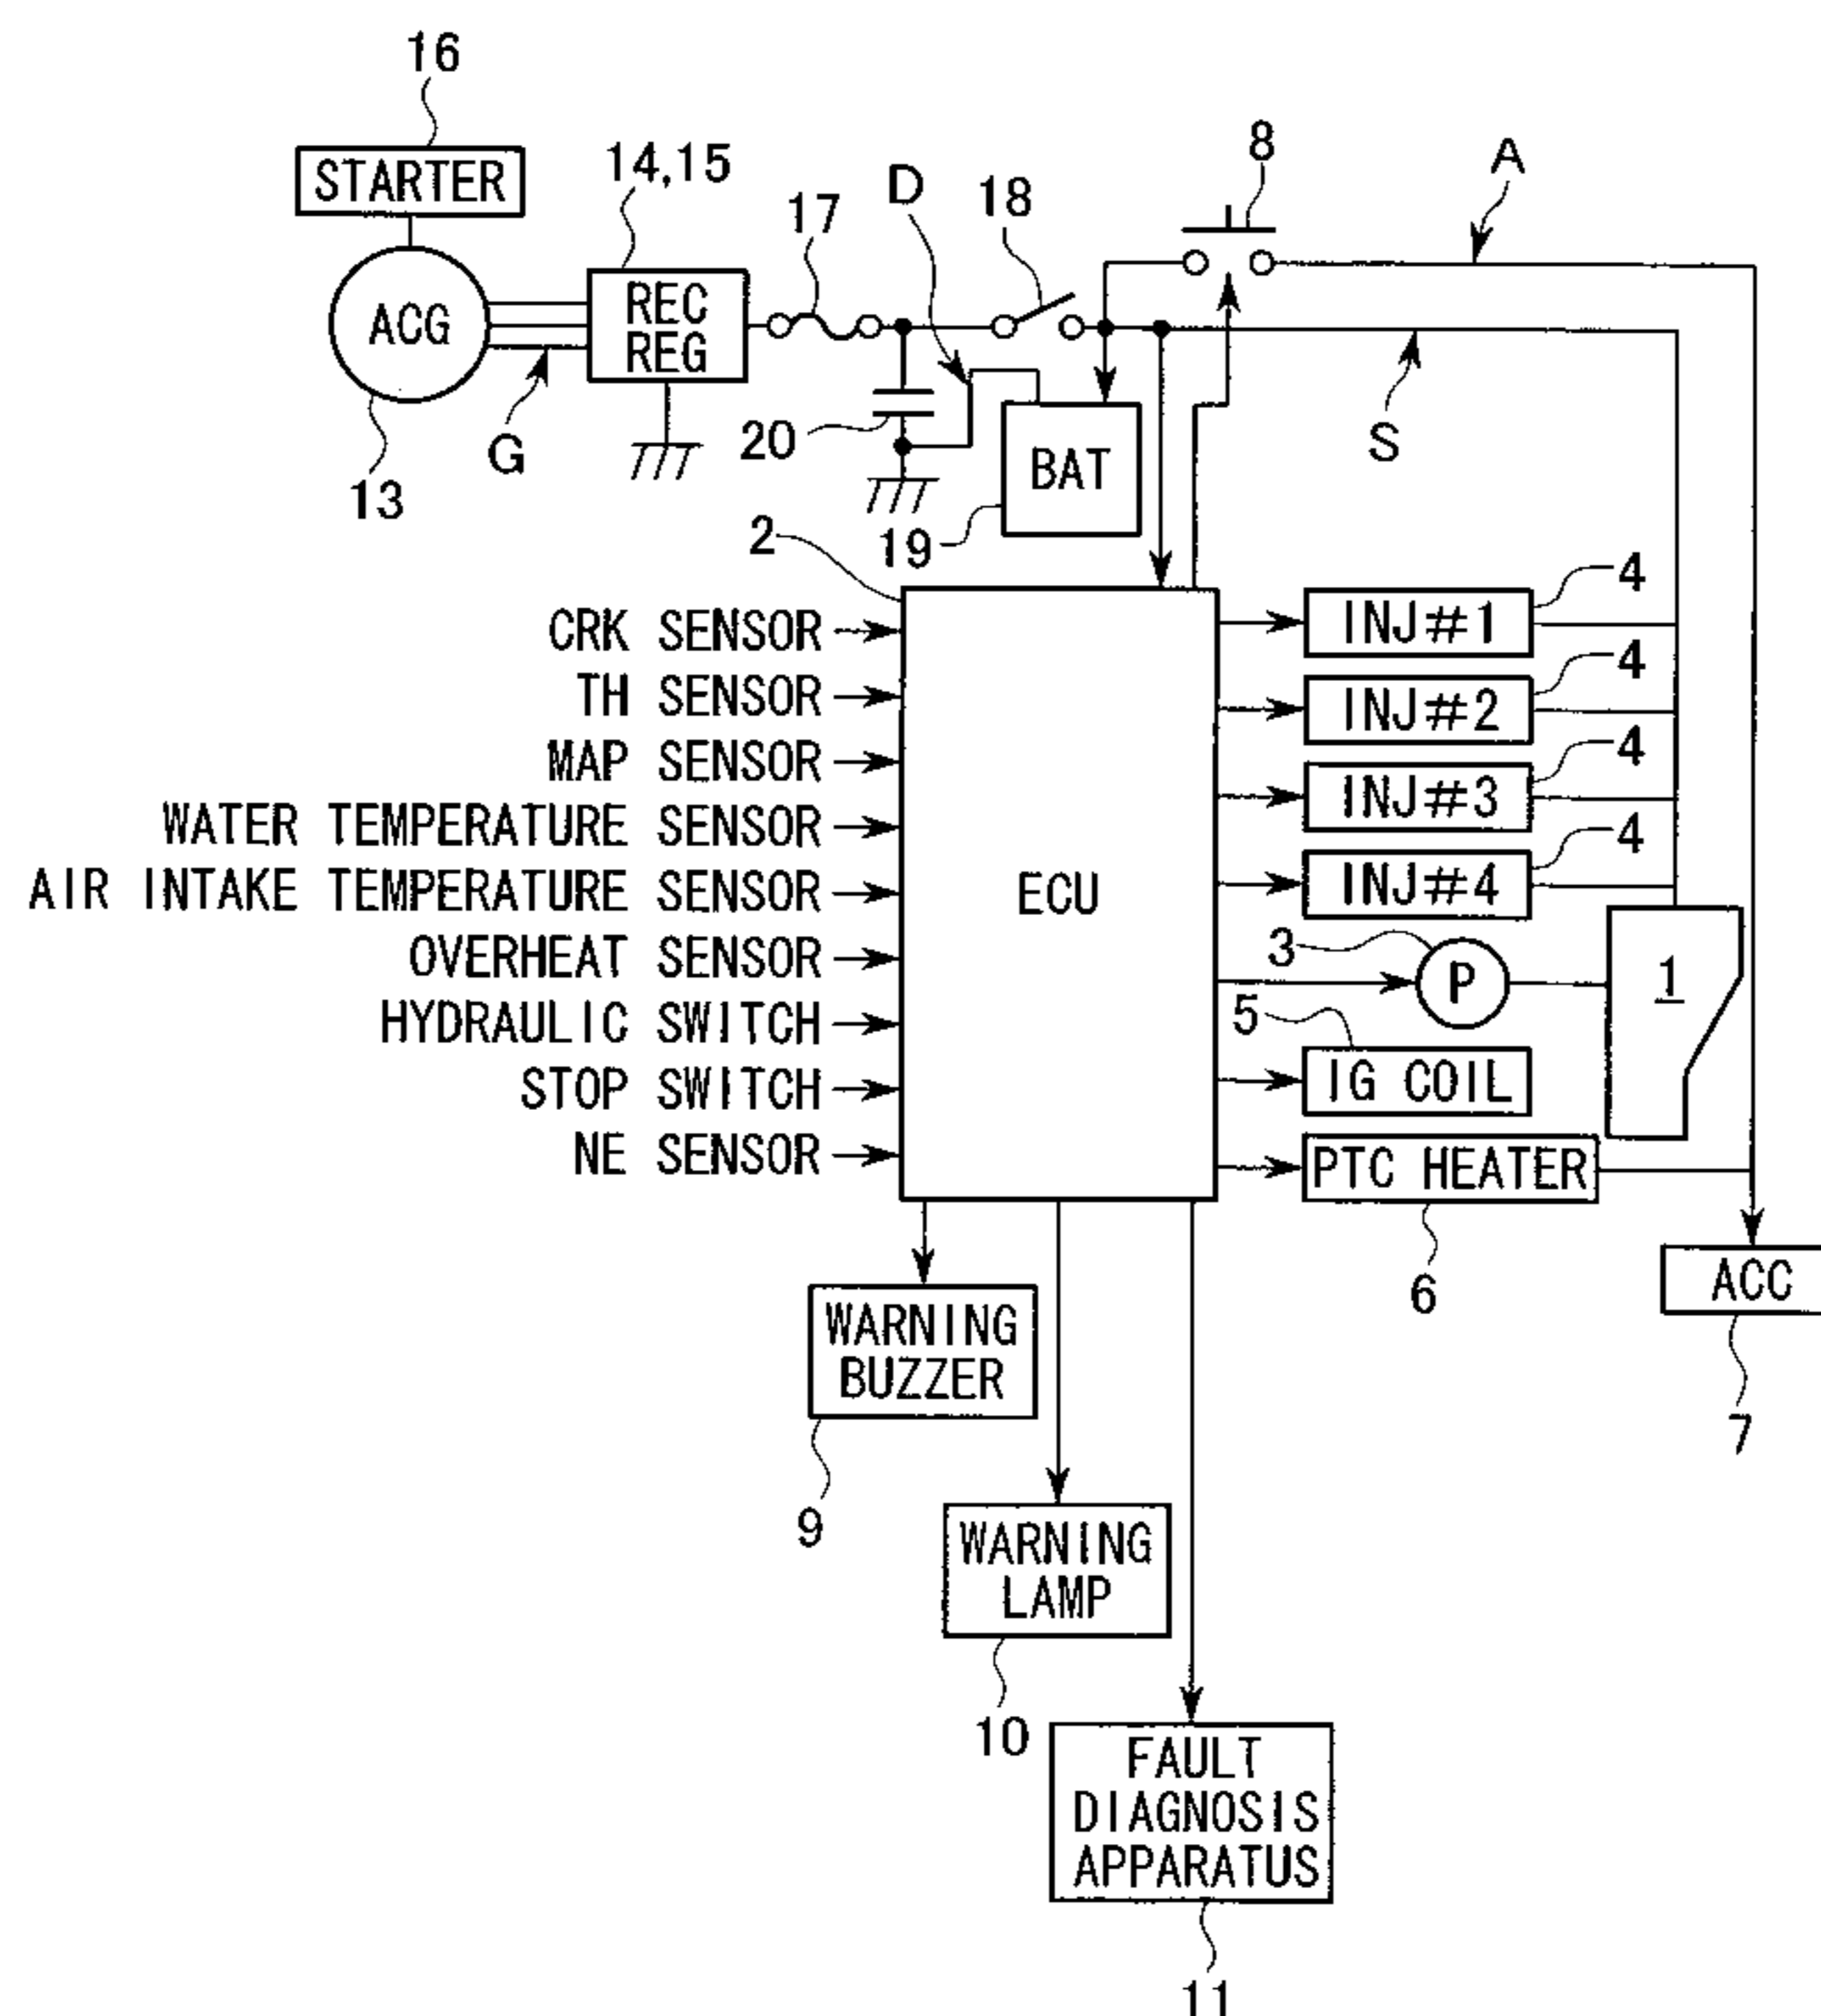 16
STARTER
14,15
17
D
18
8
A
ACG
REC
REG
G
13
20
BAT
19
S
2
CRK SENSOR
TH SENSOR
MAP SENSOR
WATER TEMPERATURE SENSOR
AIR INTAKE TEMPERATURE SENSOR
OVERHEAT SENSOR
HYDRAULIC SWITCH
STOP SWITCH
NE SENSOR
ECU
INJ#1
4
INJ#2
4
INJ#3
4
INJ#4
4
3
P
1
5
IG COIL
PTC HEATER
6
ACC
7
WARNING
BUZZER
9
WARNING
LAMP
10
FAULT
DIAGNOSIS
APPARATUS
11